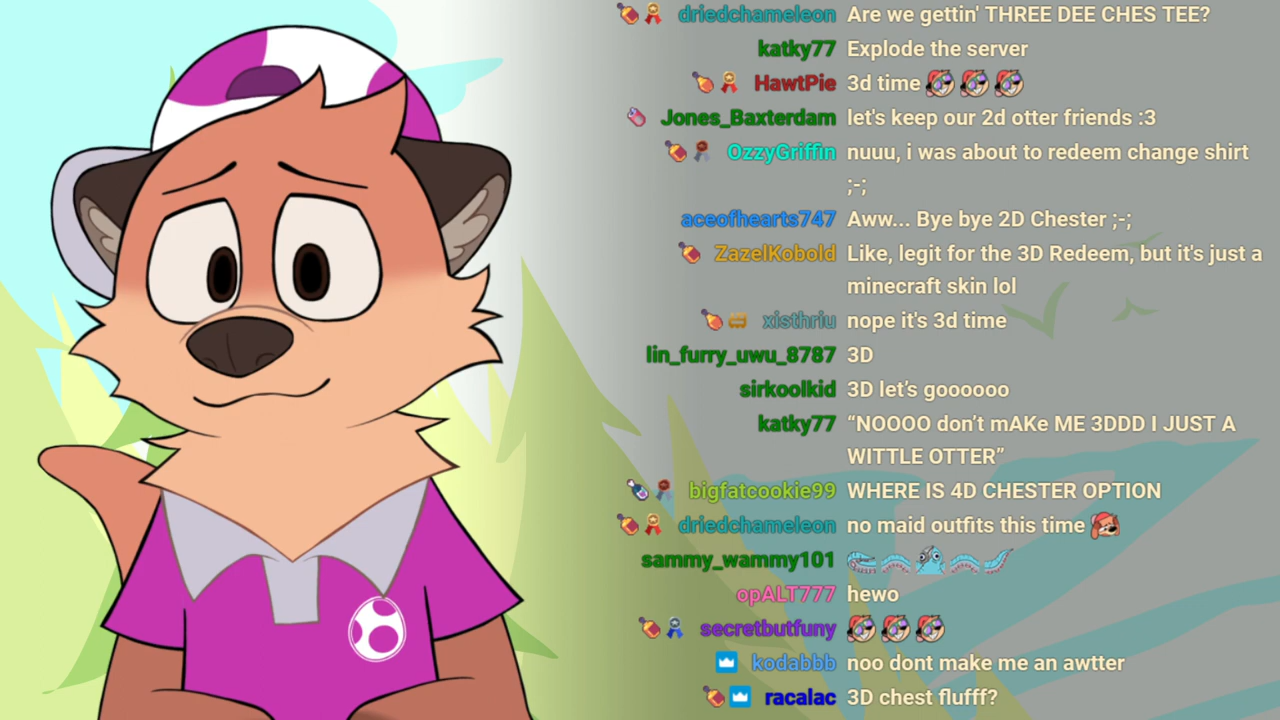 driedchameleon Are we gettin' THREE DEE CHES TEE?
katky77 Explode the server
HawtPie 3d time
Jones_Baxterdam let's keep our 2d otter friends :3
OzzyGriffin nuuu, i was about to redeem change shirt
;-;
aceofhearts747 Aww... Bye bye 2D Chester ;-;
ZazelKobold Like, legit for the 3D Redeem, but it's just a
minecraft skin lol
xisthriu nope it's 3d time
lin_furry_uwu_8787 3D
sirkoolkid 3D let's goooooo
katky77 “NOOOO don’t mAKe ME 3DDD I JUST A
WITTLE OTTER”
bigfatcookie99 WHERE IS 4D CHESTER OPTION
driedchameleon no maid outfits this time
sammy_wammy101
opALT777 hewo
secretbutfuny
kodabbb noo dont make me an awtter
racalac 3D chest flufff?